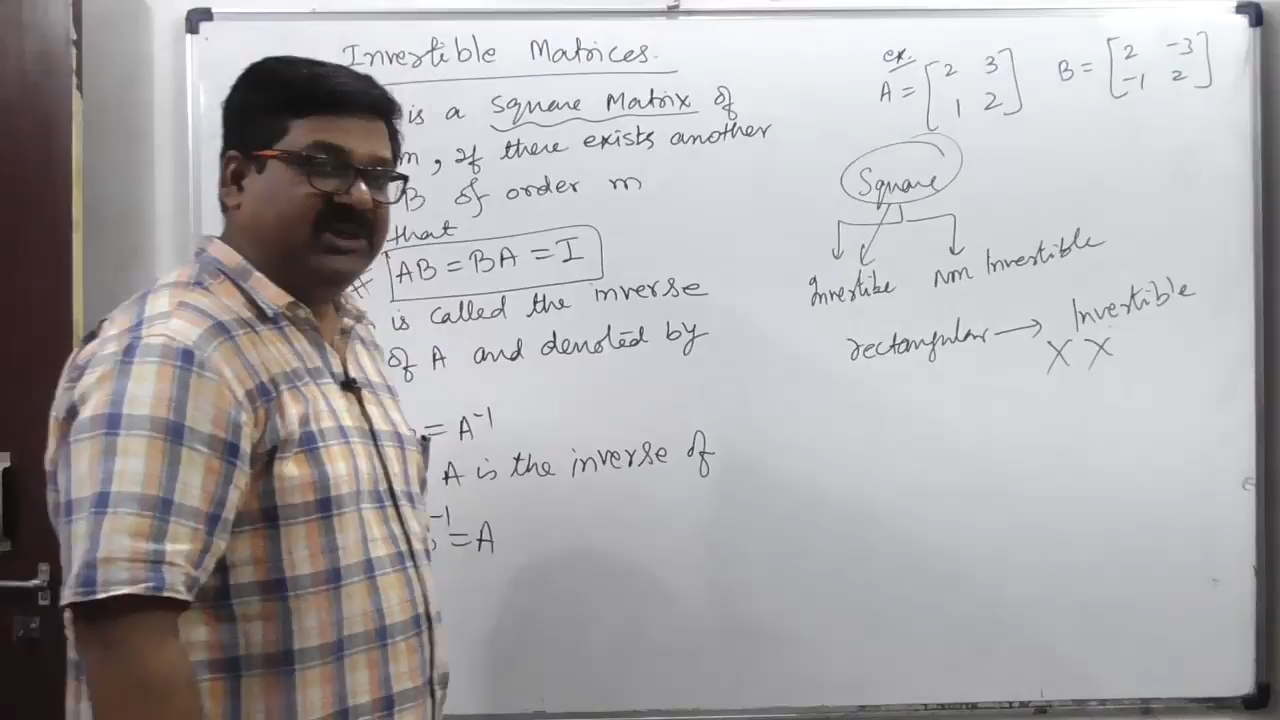 Invertible Matrices.
is a Square Matrix of
m, if there exists another
B of order m
that
AB = BA = I
is called the inverse
of A and denoted by
= A⁻¹
A is the inverse of
⁻¹ = A
ex.
A = [2 3
1 2]
B = [2 -3
-1 2]
Square
Invertible
non Invertible
rectangular → Invertible
X X